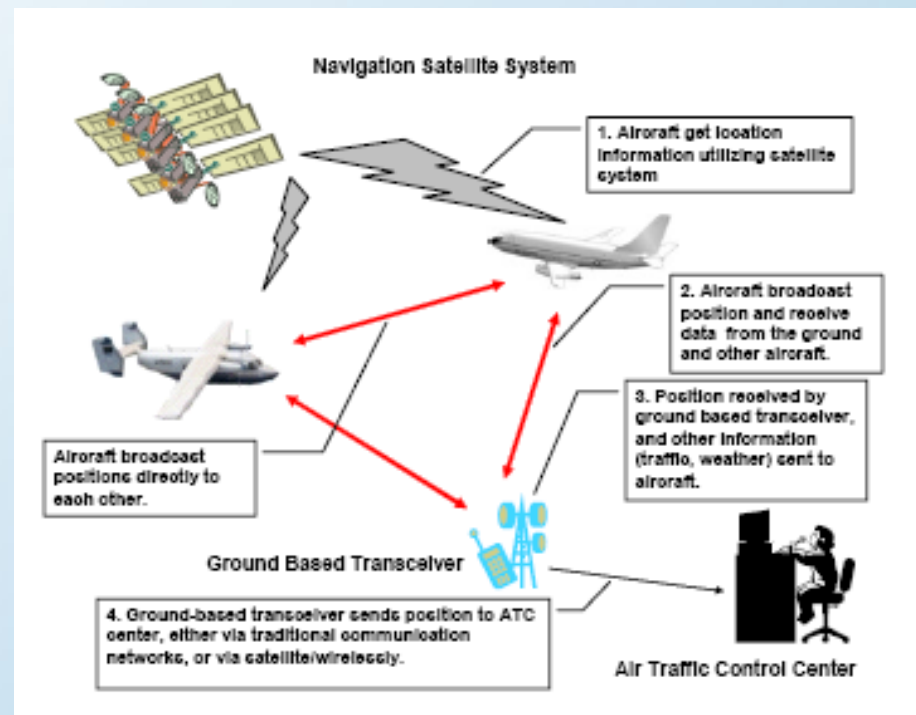 Navigation Satellite System
1. Aircraft get location
information utilizing satellite
system
2. Aircraft broadcast
position and receive
data from the ground
and other aircraft.
3. Position received by
ground based transceiver,
and other information
(traffic, weather) sent to
aircraft.
Aircraft broadcast
positions directly to
each other.
Ground Based Transceiver
4. Ground-based transceiver sends position to ATC
center, either via traditional communication
networks, or via satellite/wirelessly.
Air Traffic Control Center